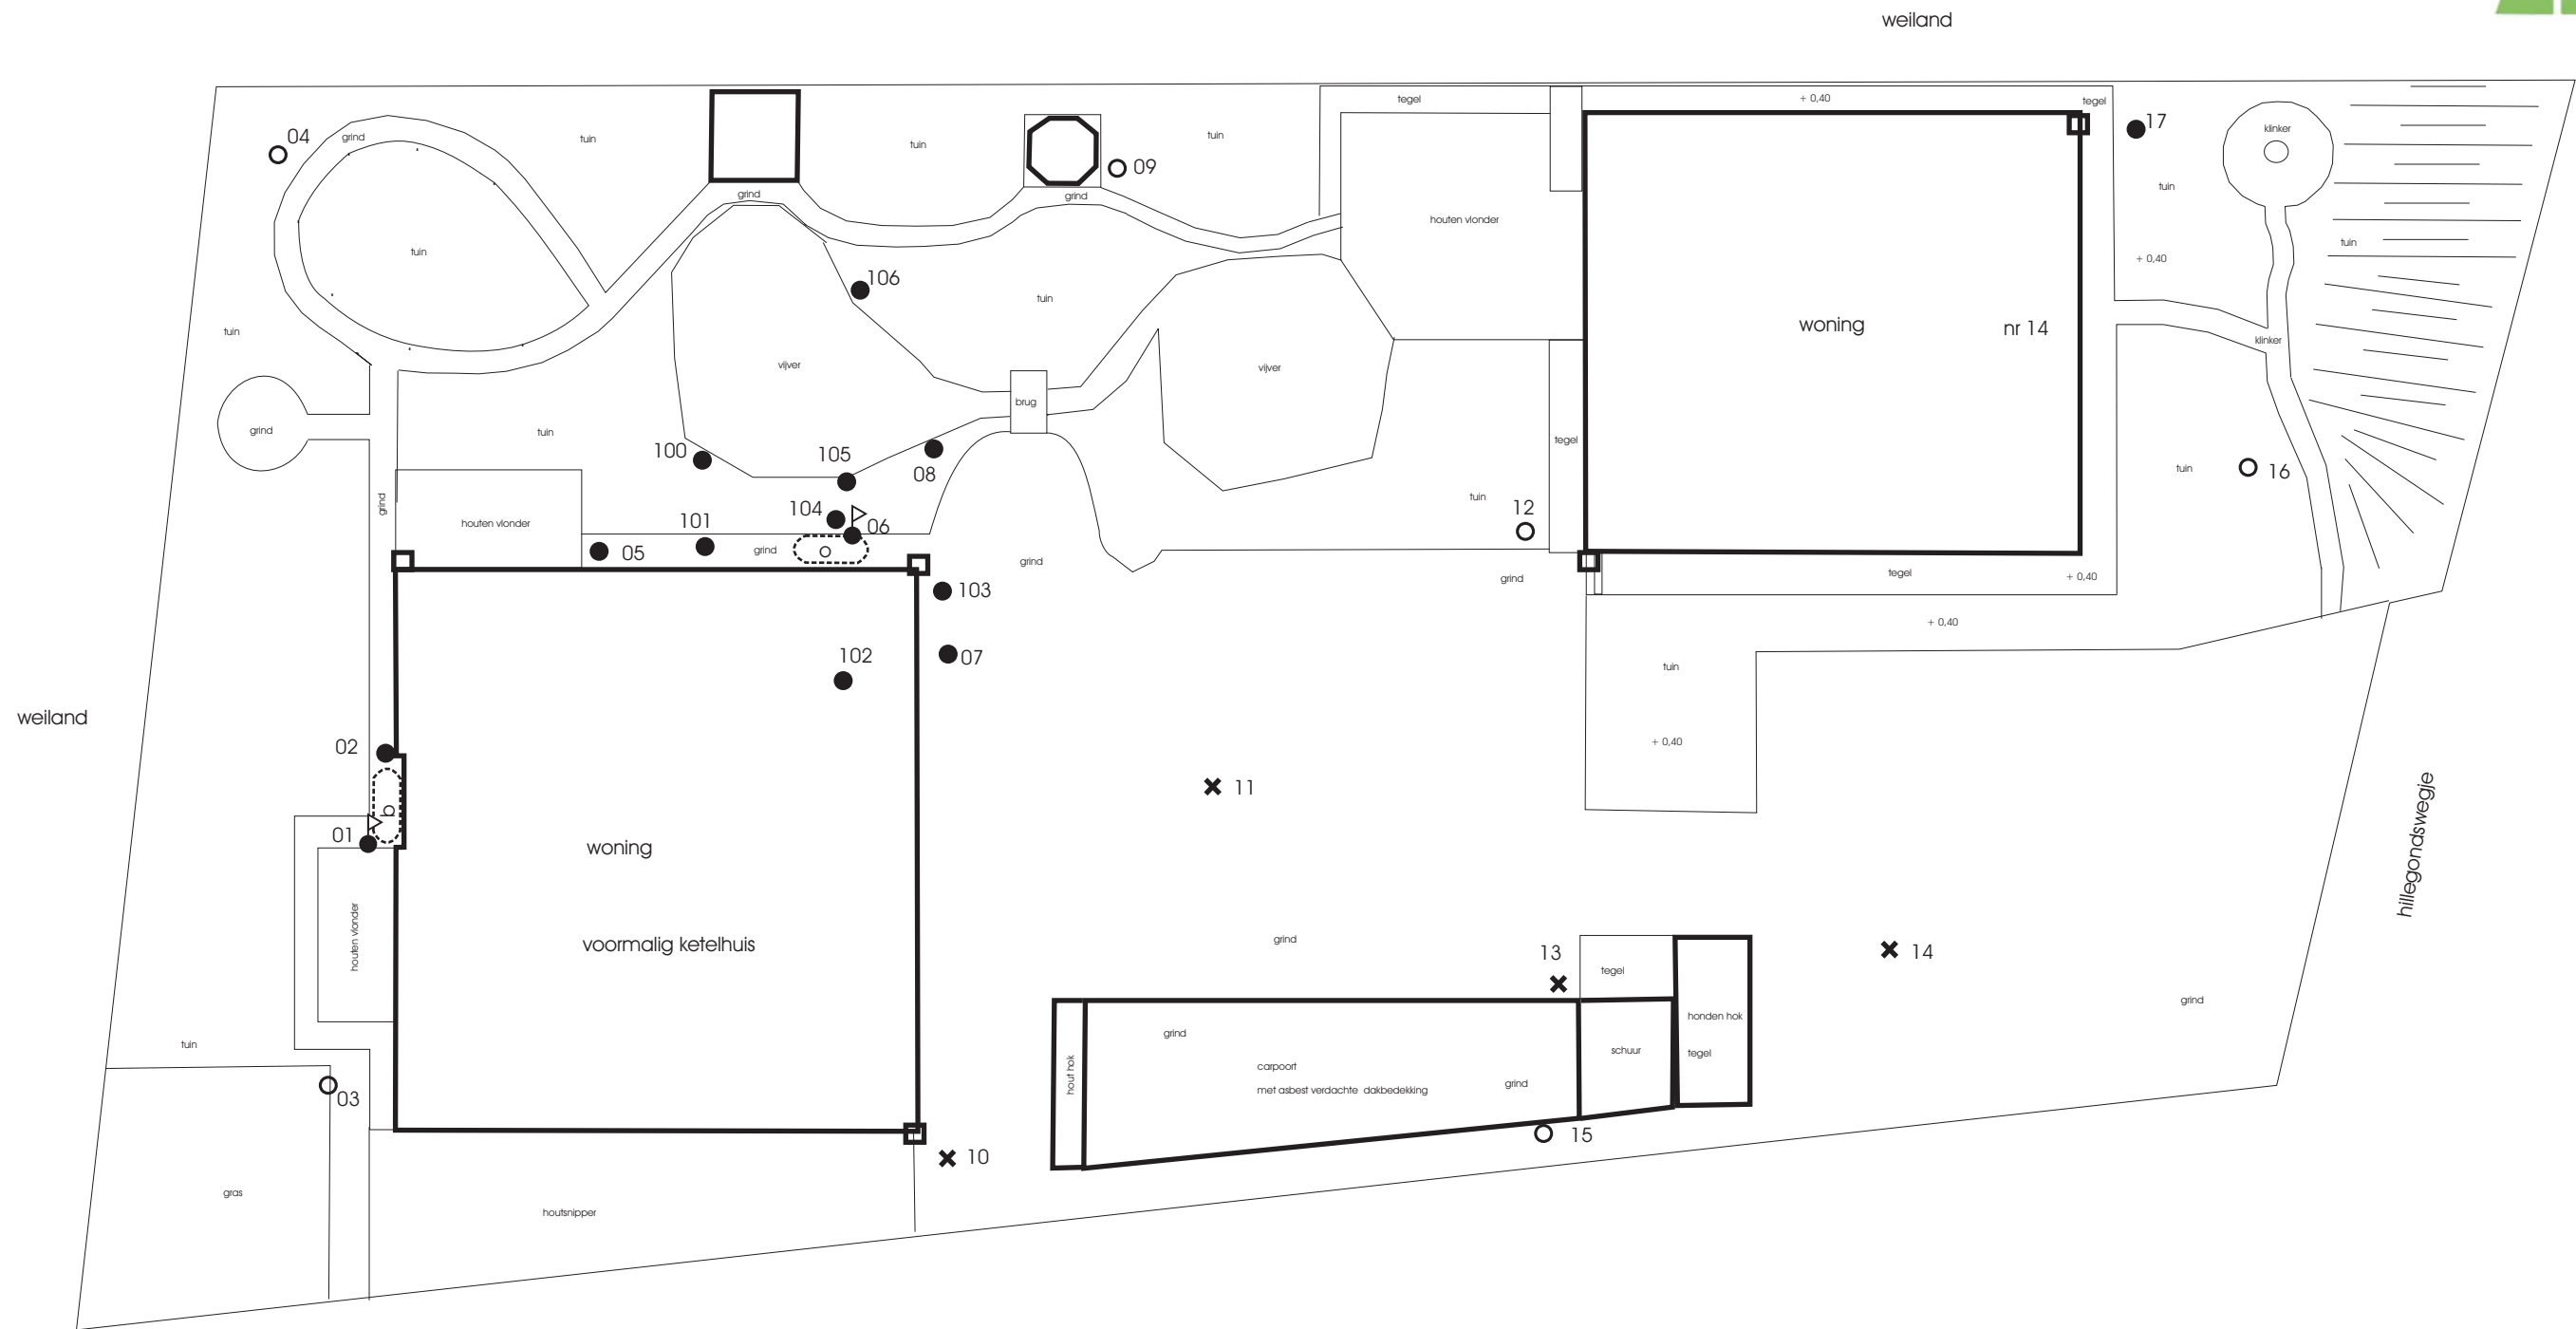 weiland
tegel
+ 0,40
tegel
17
klinker
04
grind
tuin
tuin
tuin
09
grind
grind
tuin
houten vlonder
tuin
tuin
+ 0,40
106
tuin
tuin
woning
nr 14
klinker
vijver
vijver
brug
grind
tuin
100
105
08
tegel
tuin
16
tuin
12
grind
houten vlonder
101
104
06
05
grind
o
grind
grind
tegel
+ 0,40
103
+ 0,40
102
07
tuin
weiland
02
+ 0,40
11
b
01
woning
hillegondswegje
houten vlonder
voormalig ketelhuis
grind
13
14
tegel
grind
honden hok
grind
tuin
schuur
tegel
hout hok
carpoort
grind
met asbest verdachte dakbedekking
03
15
10
gras
houtsnipper